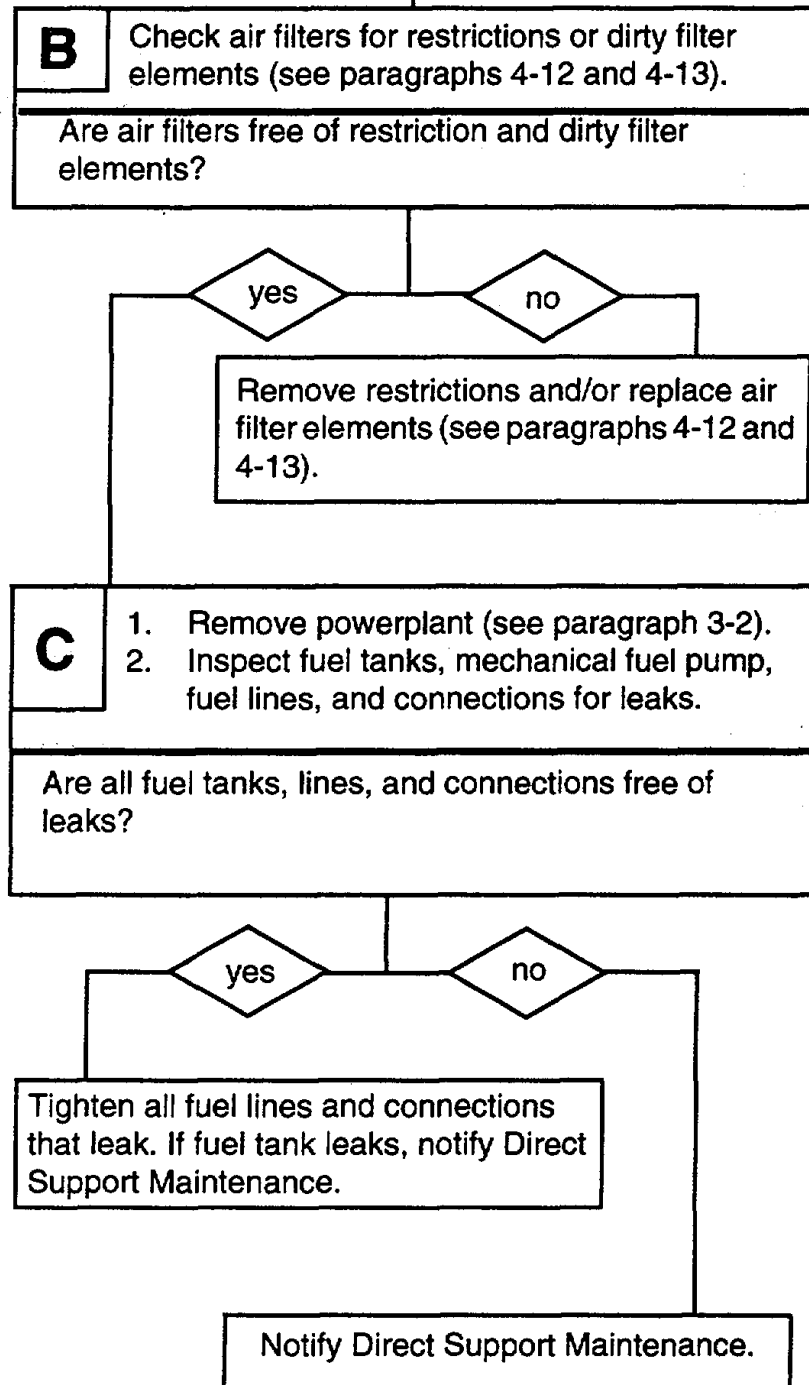 B
Check air filters for restrictions or dirty filter
elements (see paragraphs 4-12 and 4-13).
Are air filters free of restriction and dirty filter
elements?
yes
no
Remove restrictions and/or replace air
filter elements (see paragraphs 4-12 and
4-13).
C
1. Remove powerplant (see paragraph 3-2).
2. Inspect fuel tanks, mechanical fuel pump,
fuel lines, and connections for leaks.
Are all fuel tanks, lines, and connections free of
leaks?
yes
no
Tighten all fuel lines and connections
that leak. If fuel tank leaks, notify Direct
Support Maintenance.
Notify Direct Support Maintenance.